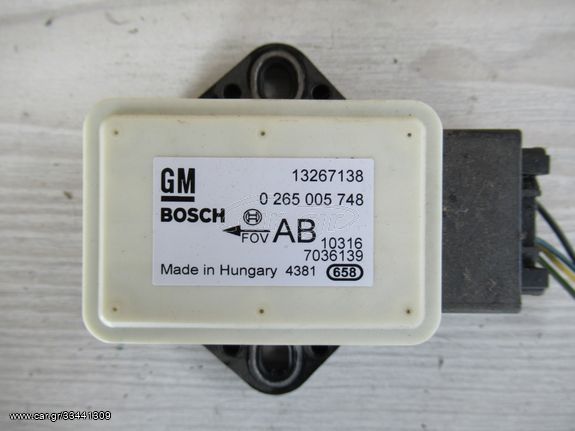 GM
13267138
0 265 005 748
BOSCH
FOV AB
10316
7036139
Made in Hungary 4381 658
www.car.gr/33441309